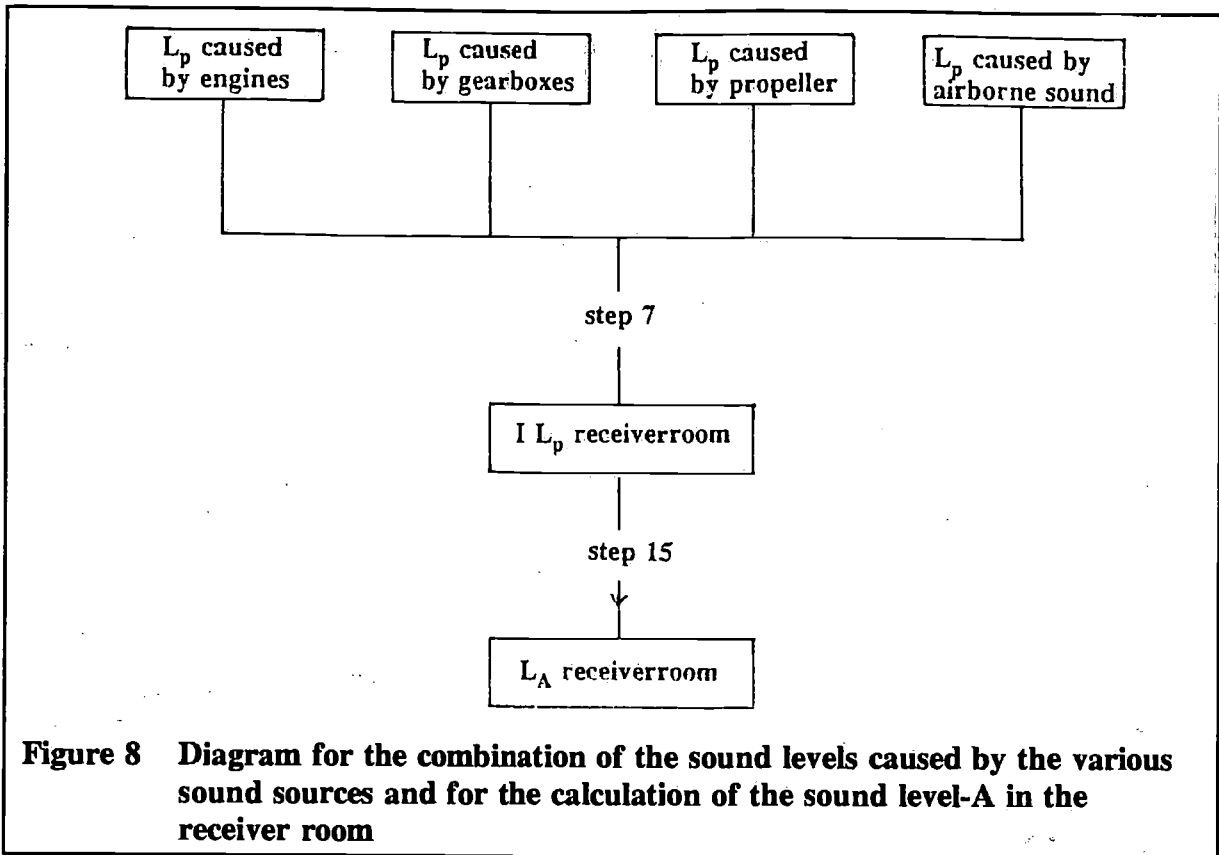 L_p caused
by engines
L_p caused
by gearboxes
L_p caused
by propeller
L_p caused by
airborne sound
step 7
I L_p receiverroom
step 15
L_A receiverroom
Figure 8 Diagram for the combination of the sound levels caused by the various
sound sources and for the calculation of the sound level-A in the
receiver room